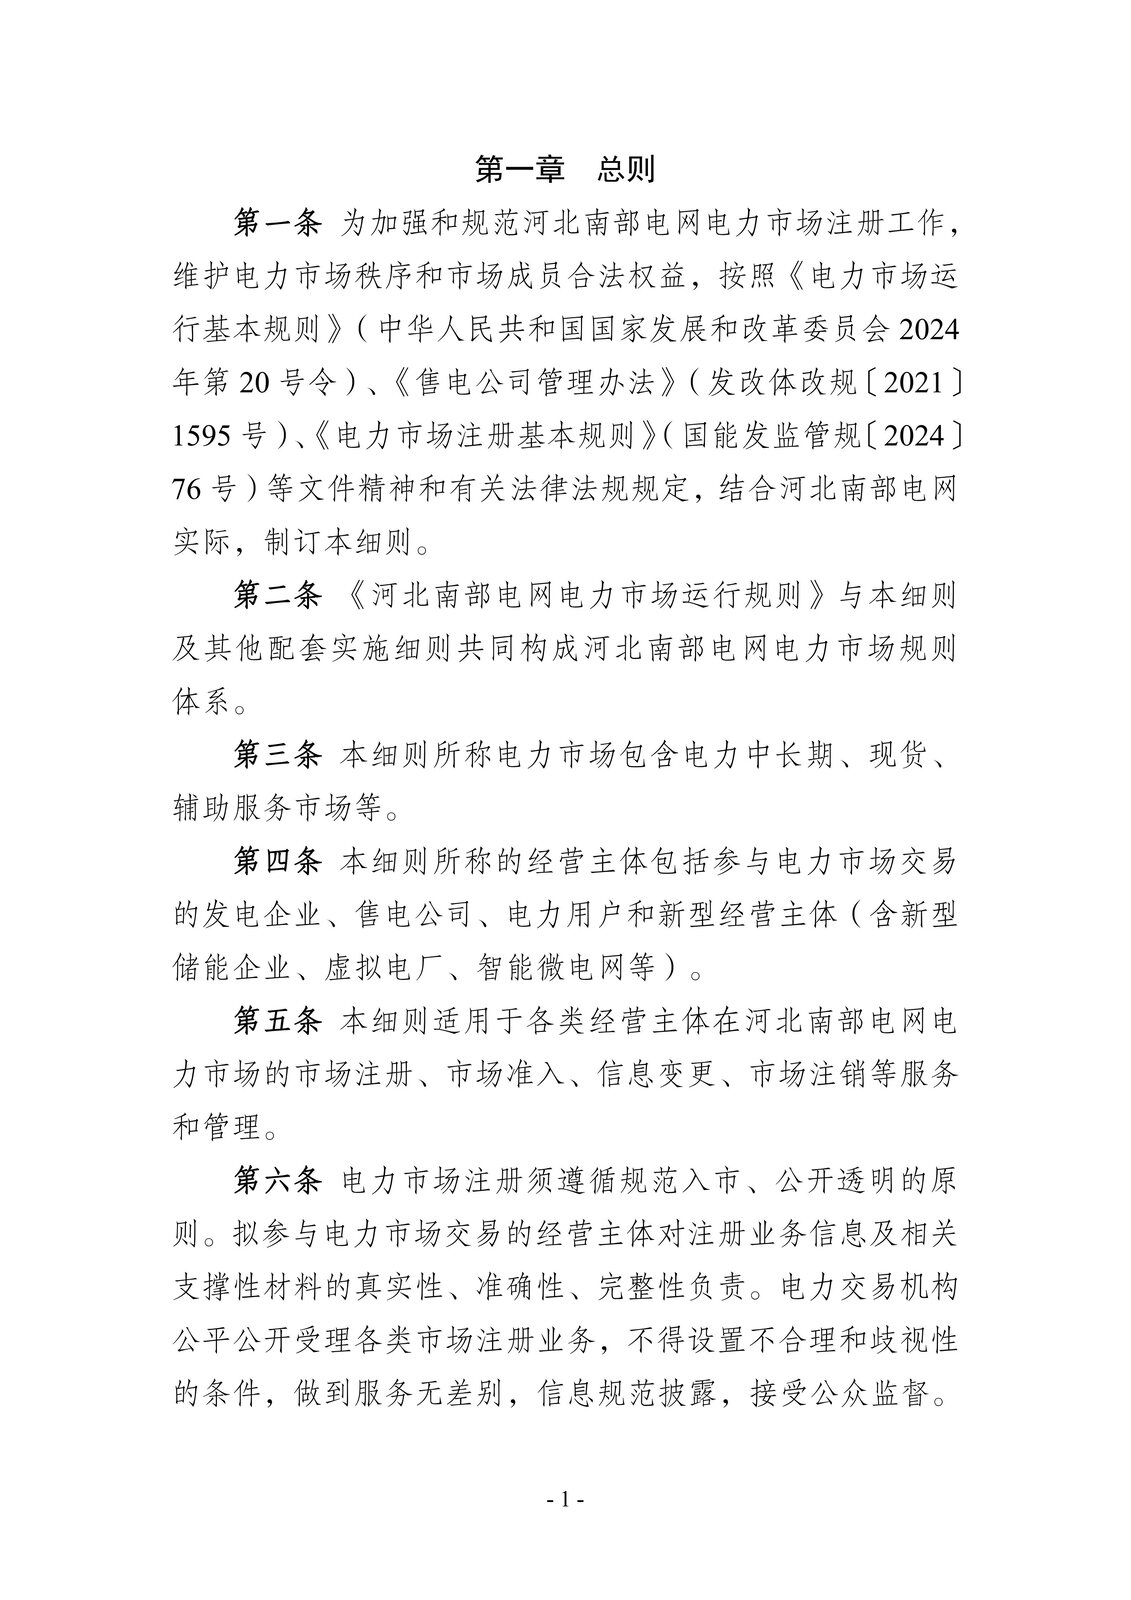 第一章　总则
第一条 为加强和规范河北南部电网电力市场注册工作，
维护电力市场秩序和市场成员合法权益，按照《电力市场运
行基本规则》（中华人民共和国国家发展和改革委员会 2024
年第 20 号令）、《售电公司管理办法》（发改体改规〔2021〕
1595 号）、《电力市场注册基本规则》（国能发监管规〔2024〕
76 号）等文件精神和有关法律法规规定，结合河北南部电网
实际，制订本细则。
第二条 《河北南部电网电力市场运行规则》与本细则
及其他配套实施细则共同构成河北南部电网电力市场规则
体系。
第三条 本细则所称电力市场包含电力中长期、现货、
辅助服务市场等。
第四条 本细则所称的经营主体包括参与电力市场交易
的发电企业、售电公司、电力用户和新型经营主体（含新型
储能企业、虚拟电厂、智能微电网等）。
第五条 本细则适用于各类经营主体在河北南部电网电
力市场的市场注册、市场准入、信息变更、市场注销等服务
和管理。
第六条 电力市场注册须遵循规范入市、公开透明的原
则。拟参与电力市场交易的经营主体对注册业务信息及相关
支撑性材料的真实性、准确性、完整性负责。电力交易机构
公平公开受理各类市场注册业务，不得设置不合理和歧视性
的条件，做到服务无差别，信息规范披露，接受公众监督。
- 1 -